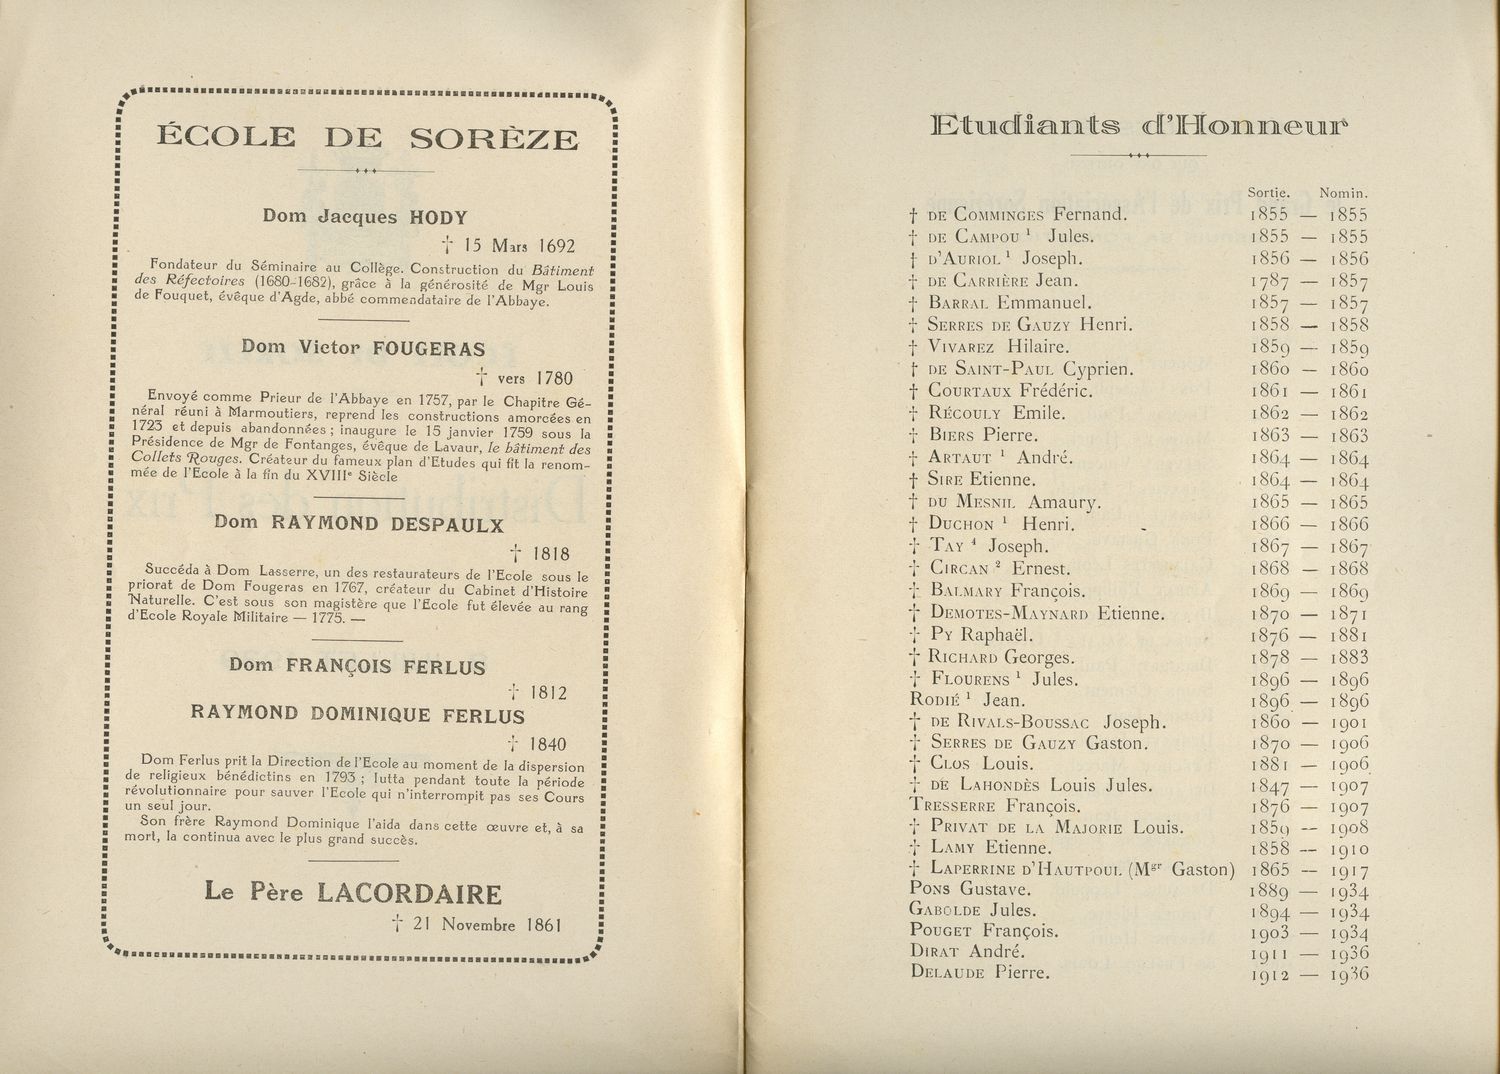 ÉCOLE DE SORÈZE
Dom Jacques HODY
† 15 Mars 1692
Fondateur du Séminaire au Collège. Construction du Bâtiment
des Réfectoires (1680-1682), grâce à la générosité de Mgr Louis
de Fouquet, évêque d'Agde, abbé commendataire de l'Abbaye.
Dom Victor FOUGERAS
† vers 1780
Envoyé comme Prieur de l'Abbaye en 1757, par le Chapitre Gé-
néral réuni à Marmoutiers, reprend les constructions amorcées en
1723 et depuis abandonnées ; inaugure le 15 janvier 1759 sous la
Présidence de Mgr de Fontanges, évêque de Lavaur, le bâtiment des
Collets Rouges. Créateur du fameux plan d'Etudes qui fit la renom-
mée de l'Ecole à la fin du XVIIIe Siècle
Dom RAYMOND DESPAULX
† 1818
Succéda à Dom Lasserre, un des restaurateurs de l'Ecole sous le
priorat de Dom Fougeras en 1767, créateur du Cabinet d'Histoire
Naturelle. C'est sous son magistère que l'Ecole fut élevée au rang
d'Ecole Royale Militaire — 1775. —
Dom FRANÇOIS FERLUS
† 1812
RAYMOND DOMINIQUE FERLUS
† 1840
Dom Ferlus prit la Direction de l'Ecole au moment de la dispersion
de religieux bénédictins en 1793 ; lutta pendant toute la période
révolutionnaire pour sauver l'Ecole qui n'interrompit pas ses Cours
un seul jour.
Son frère Raymond Dominique l'aida dans cette œuvre et, à sa
mort, la continua avec le plus grand succès.
Le Père LACORDAIRE
† 21 Novembre 1861
Etudiants d'Honneur
Sortie. Nomin.
† DE COMMINGES Fernand. 1855 — 1855
† DE CAMPOU ¹ Jules. 1855 — 1855
† D'AURIOL ¹ Joseph. 1856 — 1856
† DE CARRIÈRE Jean. 1787 — 1857
† BARRAL Emmanuel. 1857 — 1857
† SERRES DE GAUZY Henri. 1858 — 1858
† VIVAREZ Hilaire. 1859 — 1859
† DE SAINT-PAUL Cyprien. 1860 — 1860
† COURTAUX Frédéric. 1861 — 1861
† RÉCOULY Emile. 1862 — 1862
† BIERS Pierre. 1863 — 1863
† ARTAUT ¹ André. 1864 — 1864
† SIRE Etienne. 1864 — 1864
† DU MESNIL Amaury. 1865 — 1865
† DUCHON ¹ Henri. 1866 — 1866
† TAY ⁴ Joseph. 1867 — 1867
† CIRCAN ² Ernest. 1868 — 1868
† BALMARY François. 1869 — 1869
† DEMOTES-MAYNARD Etienne. 1870 — 1871
† PY Raphaël. 1876 — 1881
† RICHARD Georges. 1878 — 1883
† FLOURENS ¹ Jules. 1896 — 1896
RODIÉ ¹ Jean. 1896 — 1896
† DE RIVALS-BOUSSAC Joseph. 1860 — 1901
† SERRES DE GAUZY Gaston. 1870 — 1906
† CLOS Louis. 1881 — 1906
† DE LAHONDÈS Louis Jules. 1847 — 1907
TRESSERRE François. 1876 — 1907
† PRIVAT DE LA MAJORIE Louis. 1859 — 1908
† LAMY Etienne. 1858 — 1910
† LAPERRINE D'HAUTPOUL (Mgr Gaston) 1865 — 1917
PONS Gustave. 1889 — 1934
GABOLDE Jules. 1894 — 1934
POUGET François. 1903 — 1934
DIRAT André. 1911 — 1936
DELAUDE Pierre. 1912 — 1936